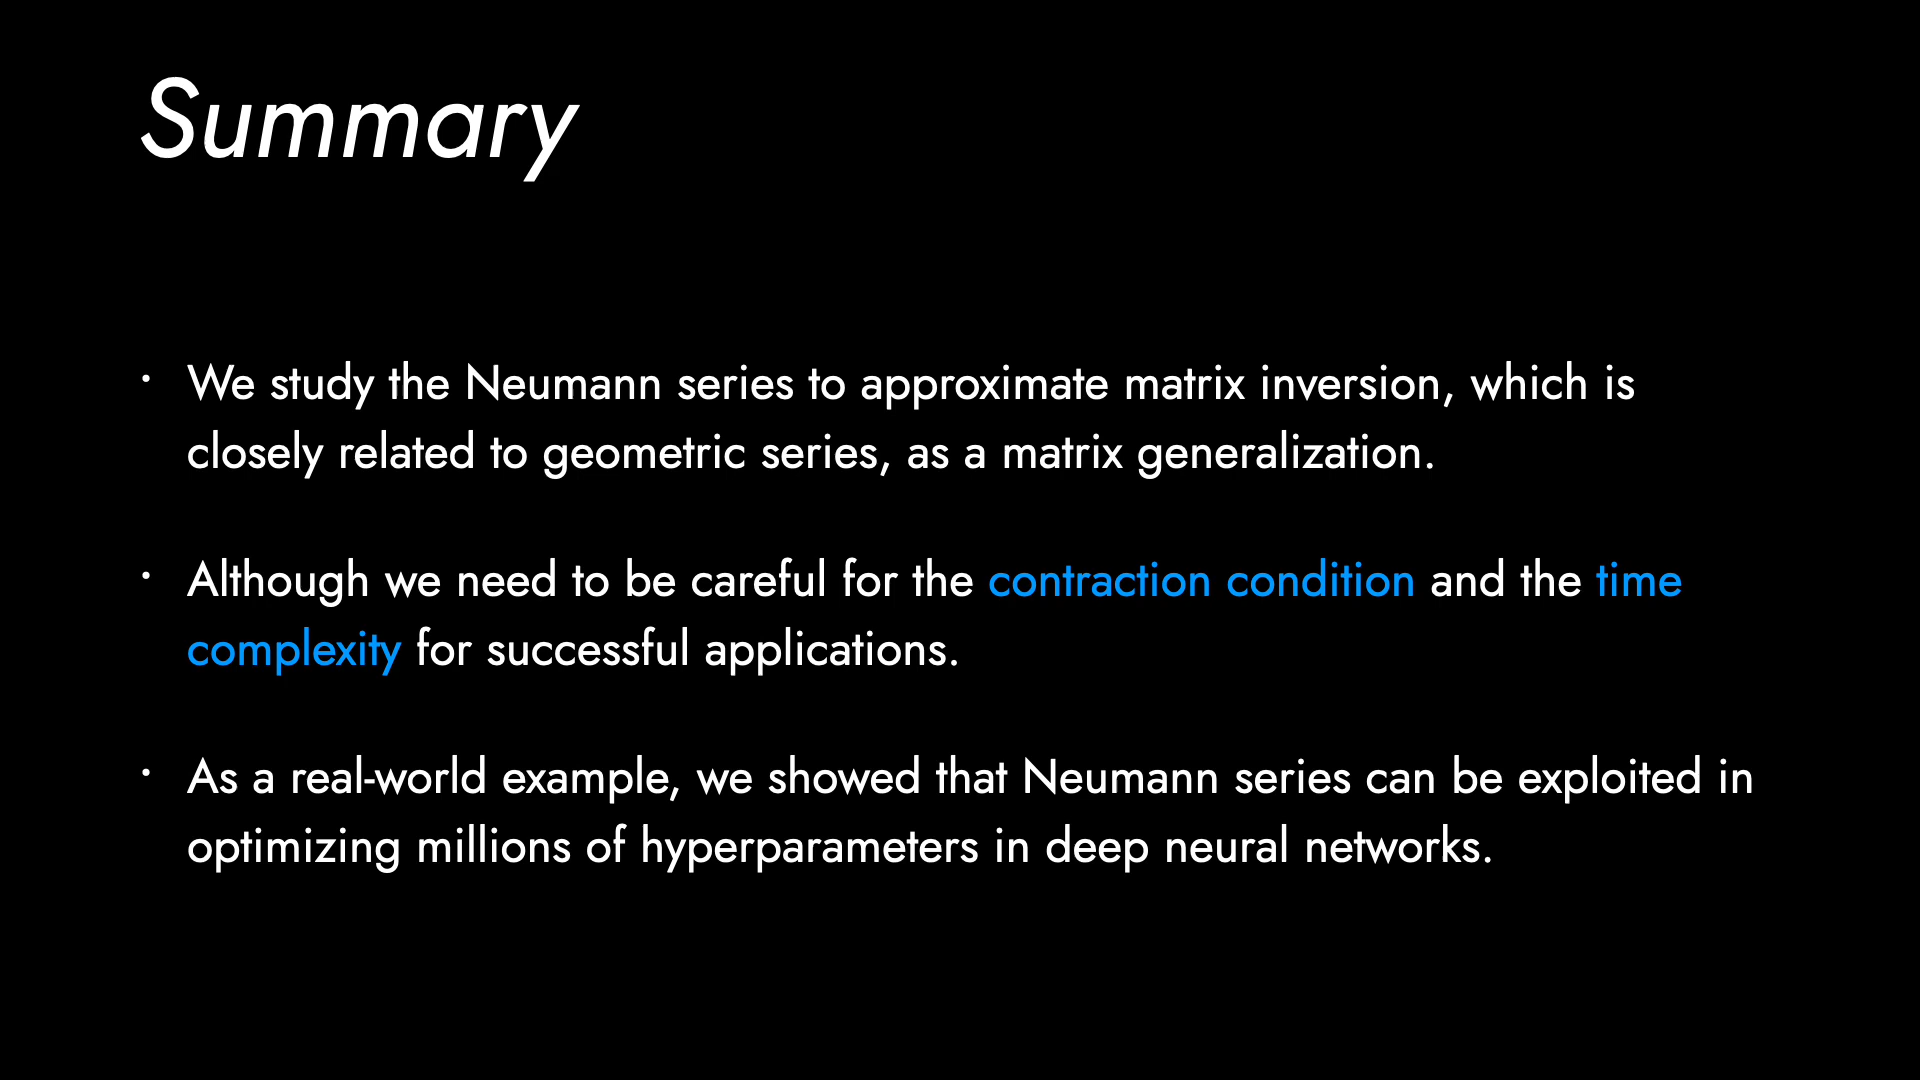 Summary
• We study the Neumann series to approximate matrix inversion, which is
closely related to geometric series, as a matrix generalization.
• Although we need to be careful for the contraction condition and the time
complexity for successful applications.
• As a real-world example, we showed that Neumann series can be exploited in
optimizing millions of hyperparameters in deep neural networks.